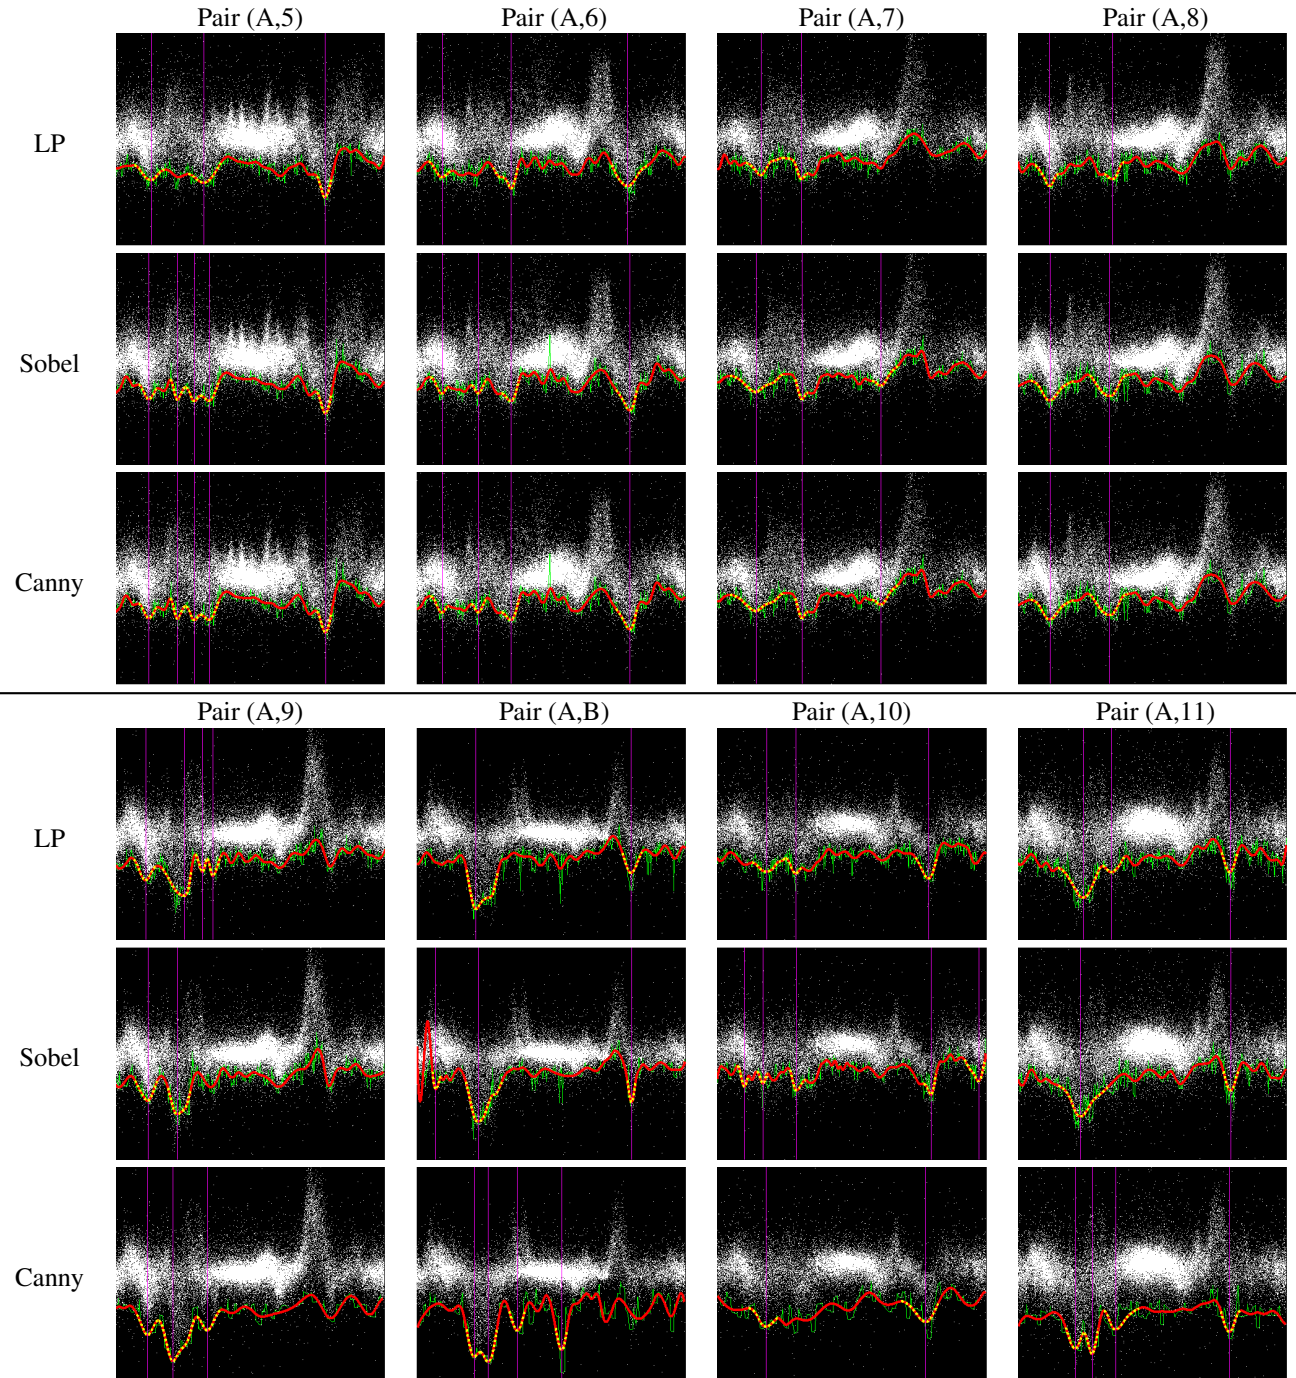 Pair (A,5) Pair (A,6) Pair (A,7) Pair (A,8)
LP
Sobel
Canny
Pair (A,9) Pair (A,B) Pair (A,10) Pair (A,11)
LP
Sobel
Canny